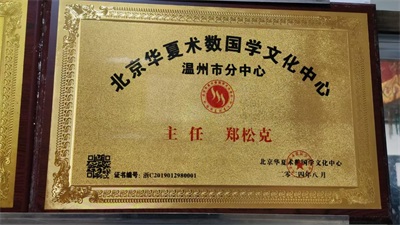 北京华夏术数国学文化中心
温州市分中心
主任 郑松克
北京华夏术数国学文化中心
证书编号：浙C2019012980001
二〇二四年八月